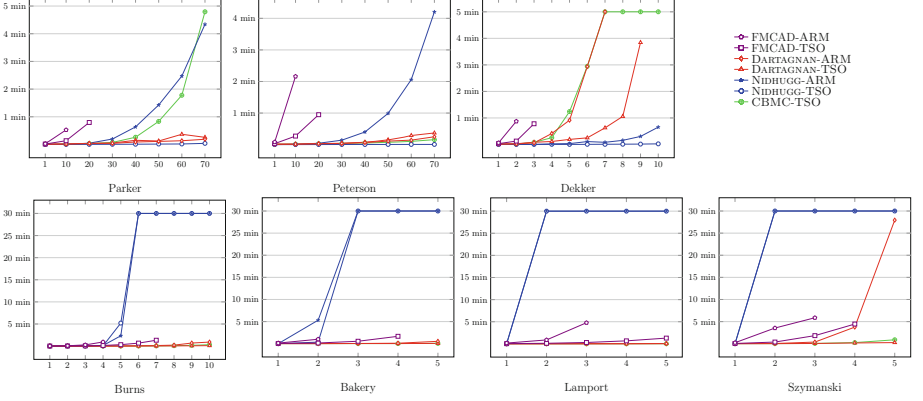 5 min
4 min
3 min
2 min
1 min
1 10 20 30 40 50 60 70
Parker
4 min
3 min
2 min
1 min
1 10 20 30 40 50 60 70
Peterson
5 min
4 min
3 min
2 min
1 min
1 2 3 4 5 6 7 8 9 10
Dekker
FMCAD-ARM
FMCAD-TSO
DARTAGNAN-ARM
DARTAGNAN-TSO
NIDHUGG-ARM
NIDHUGG-TSO
CBMC-TSO
30 min
25 min
20 min
15 min
10 min
5 min
1 2 3 4 5 6 7 8 9 10
Burns
30 min
25 min
20 min
15 min
10 min
5 min
1 2 3 4 5
Bakery
30 min
25 min
20 min
15 min
10 min
5 min
1 2 3 4 5
Lamport
30 min
25 min
20 min
15 min
10 min
5 min
1 2 3 4 5
Szymanski